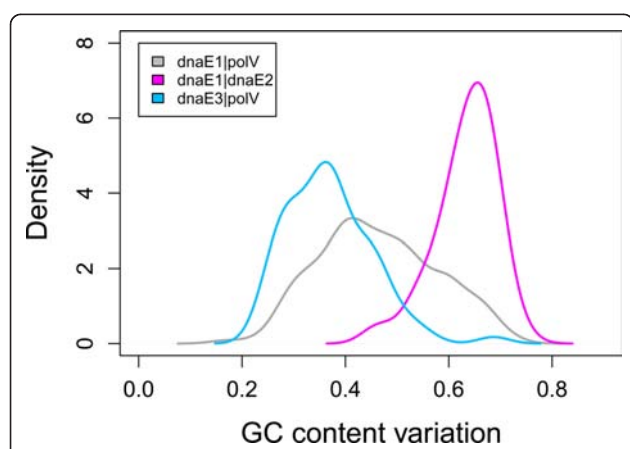 8
6
4
2
0
Density
dnaE1|polV
dnaE1|dnaE2
dnaE3|polV
0.0 0.2 0.4 0.6 0.8
GC content variation